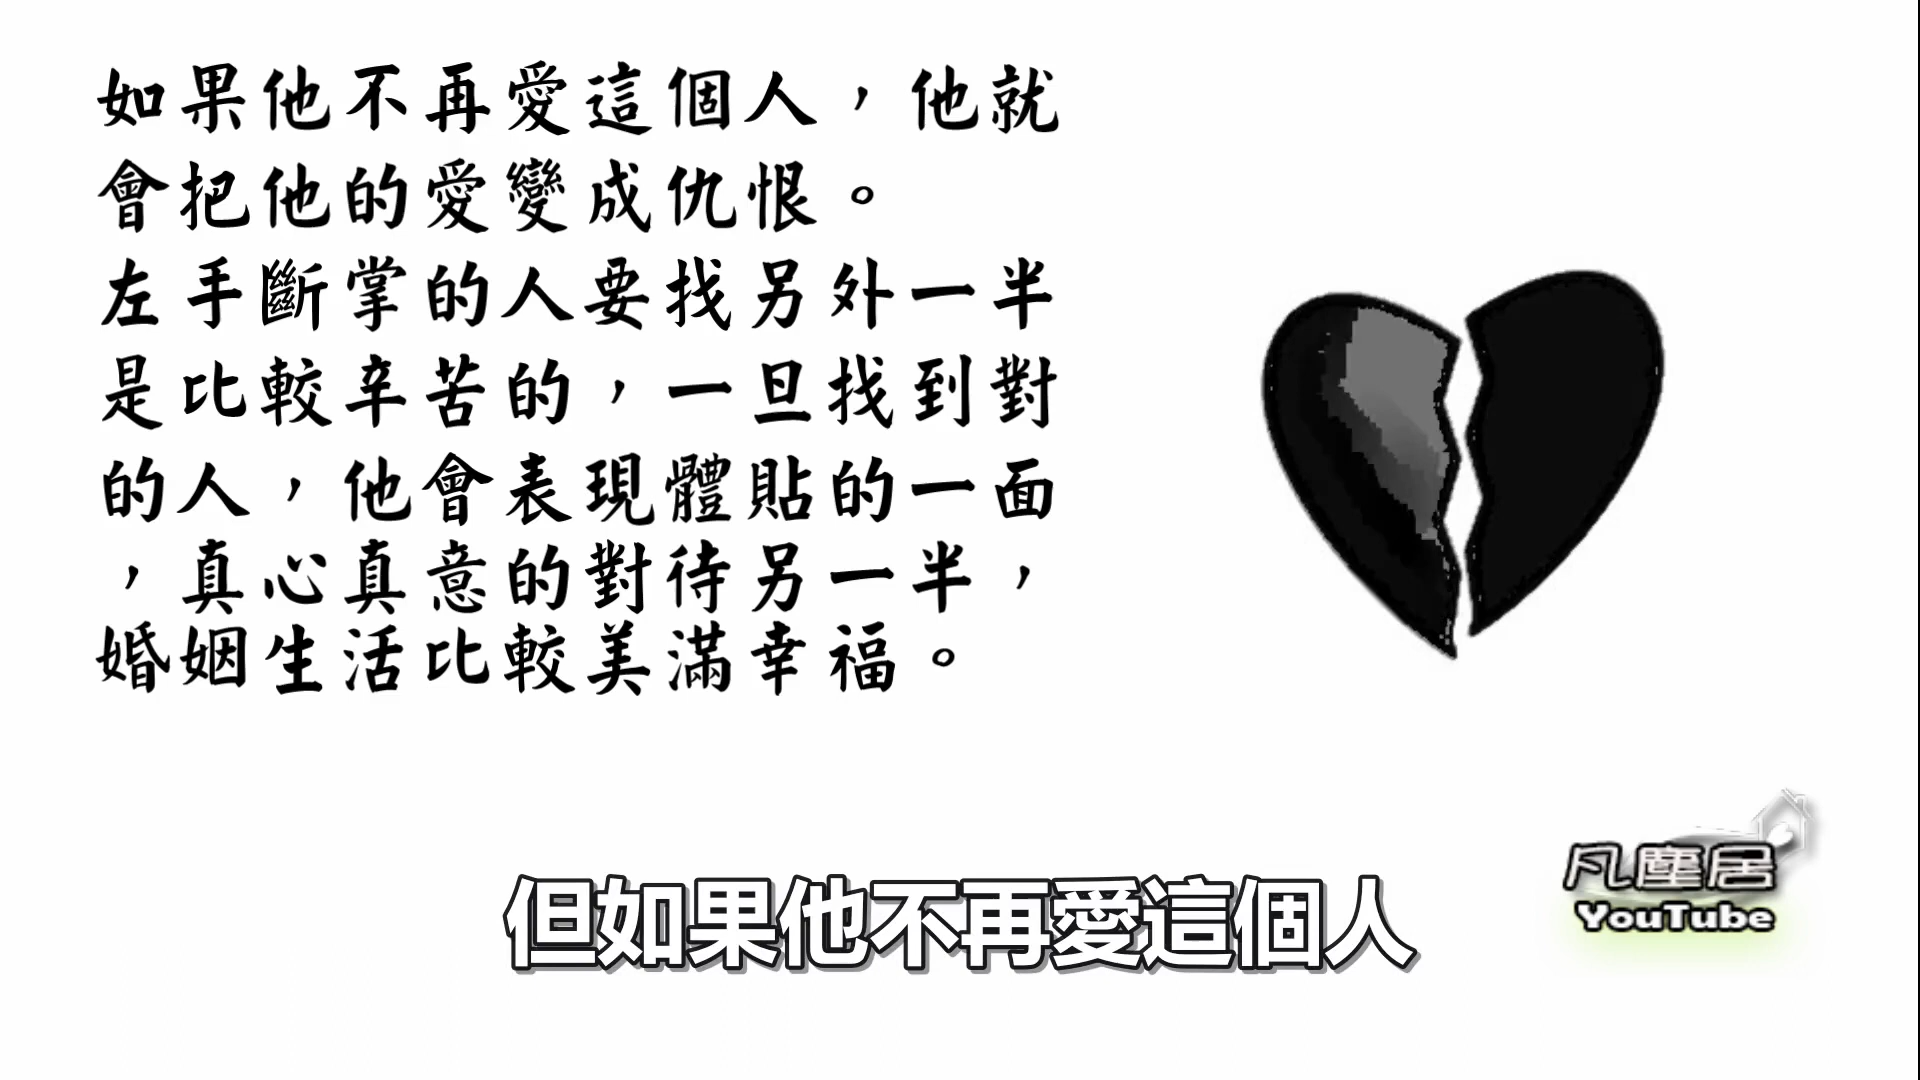 如果他不再愛這個人，他就
會把他的愛變成仇恨。
左手斷掌的人要找另外一半
是比較辛苦的，一旦找到對
的人，他會表現體貼的一面
，真心真意的對待另一半，
婚姻生活比較美滿幸福。
凡塵居
YouTube
但如果他不再愛這個人